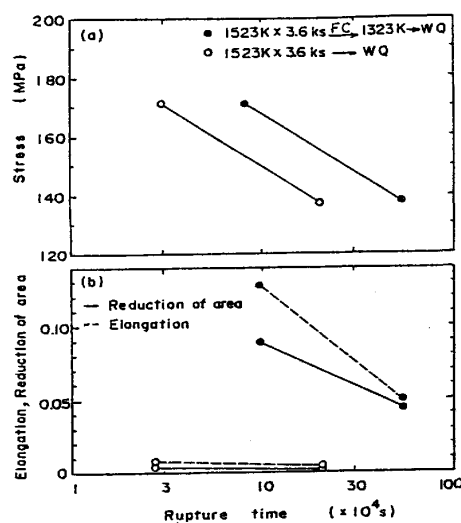 200
(a)
● 1523K × 3.6 ks FC→ 1323K → WQ
○ 1523K × 3.6 ks → WQ
180
160
140
120
Stress (MPa)
(b)
— Reduction of area
--- Elongation
0.10
0.05
0
Elongation, Reduction of area
1 3 10 30 100
Rupture time (×10⁴s)